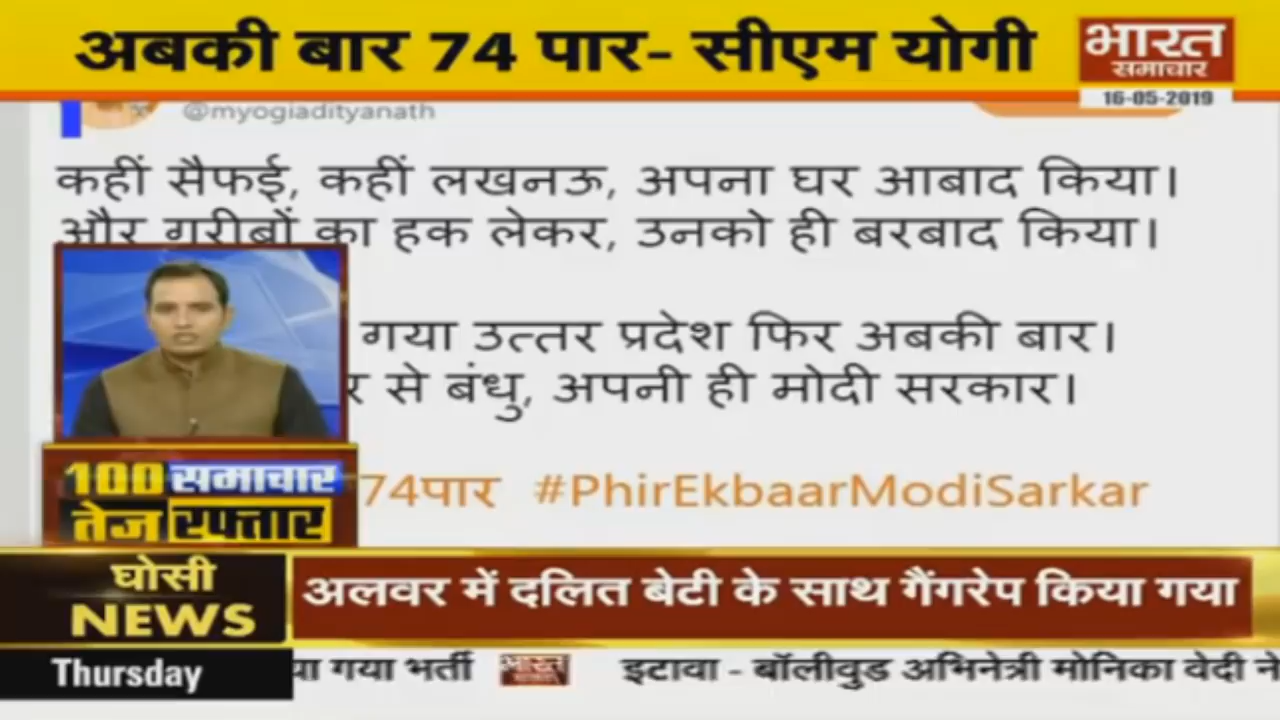 अबकी बार 74 पार- सीएम योगी
भारत
समाचार
16-05-2019
@myogiadityanath
कहीं सैफई, कहीं लखनऊ, अपना घर आबाद किया।
और गरीबों का हक लेकर, उनको ही बरबाद किया।
गया उत्तर प्रदेश फिर अबकी बार।
से बंधु, अपनी ही मोदी सरकार।
74पार #PhirEkbaarModiSarkar
100 समाचार
तेज रफ्तार
घोसी
NEWS
अलवर में दलित बेटी के साथ गैंगरेप किया गया
Thursday
या गया भर्ती भारत समाचार इटावा - बॉलीवुड अभिनेत्री मोनिका वेदी ने